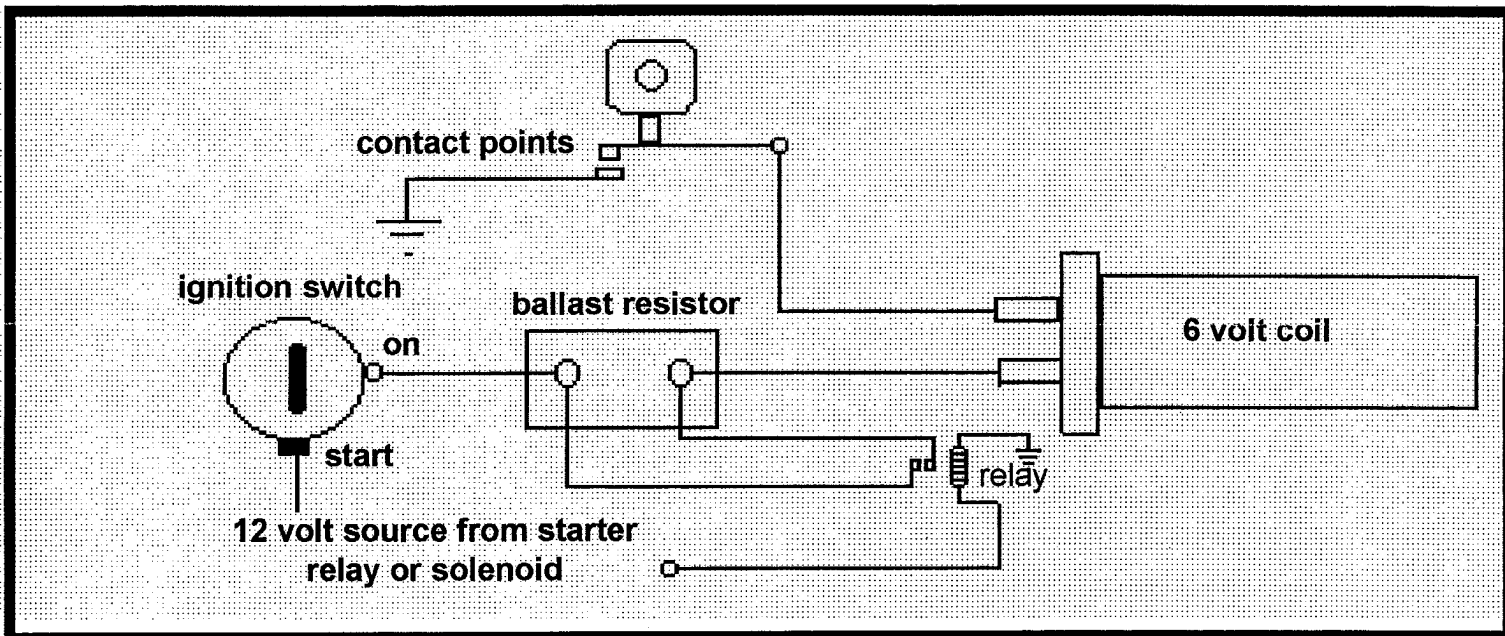 contact points
ignition switch
on
ballast resistor
6 volt coil
start
relay
12 volt source from starter
relay or solenoid